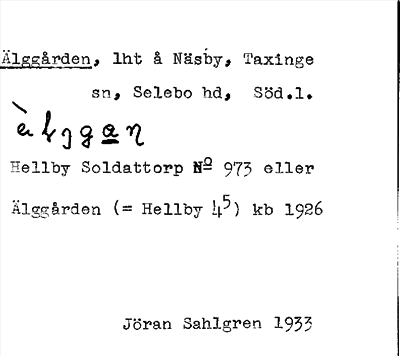 Älggården, lht å Näsby, Taxinge
sn, Selebo hd, Söd.l.
Hellby Soldattorp № 973 eller
Älggården (= Hellby 4⁵) kb 1926
Jöran Sahlgren 1933